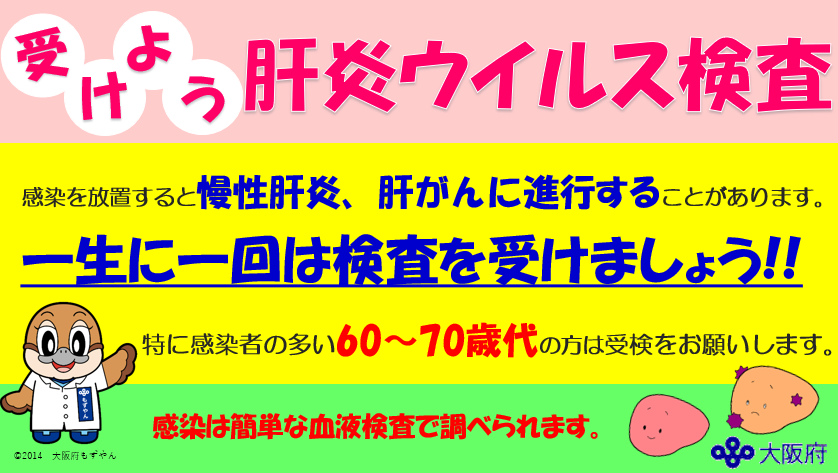 受けよう肝炎ウイルス検査
感染を放置すると慢性肝炎、肝がんに進行することがあります。
一生に一回は検査を受けましょう!!
特に感染者の多い60～70歳代の方は受検をお願いします。
感染は簡単な血液検査で調べられます。
もずやん
©2014 大阪府もずやん
大阪府